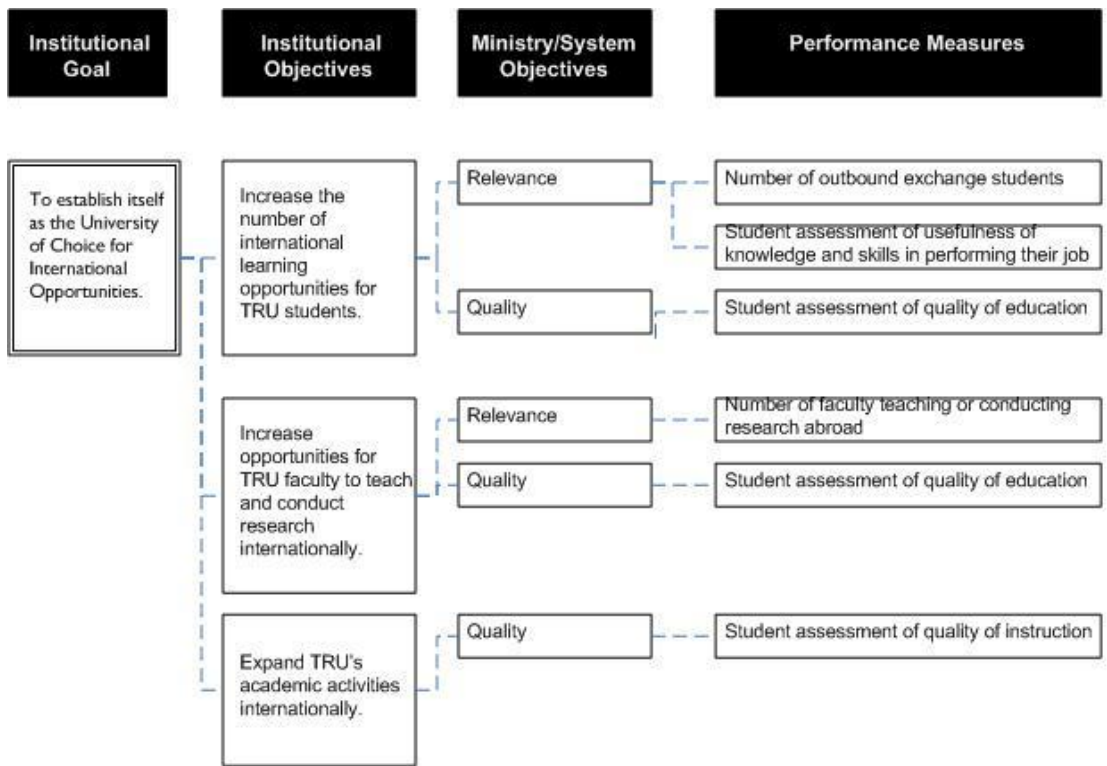 Institutional
Goal
Institutional
Objectives
Ministry/System
Objectives
Performance Measures
To establish itself
as the University
of Choice for
International
Opportunities.
Increase the
number of
international
learning
opportunities for
TRU students.
Relevance
Number of outbound exchange students
Student assessment of usefulness of
knowledge and skills in performing their job
Quality
Student assessment of quality of education
Increase
opportunities for
TRU faculty to teach
and conduct
research
internationally.
Relevance
Number of faculty teaching or conducting
research abroad
Quality
Student assessment of quality of education
Expand TRU's
academic activities
internationally.
Quality
Student assessment of quality of instruction